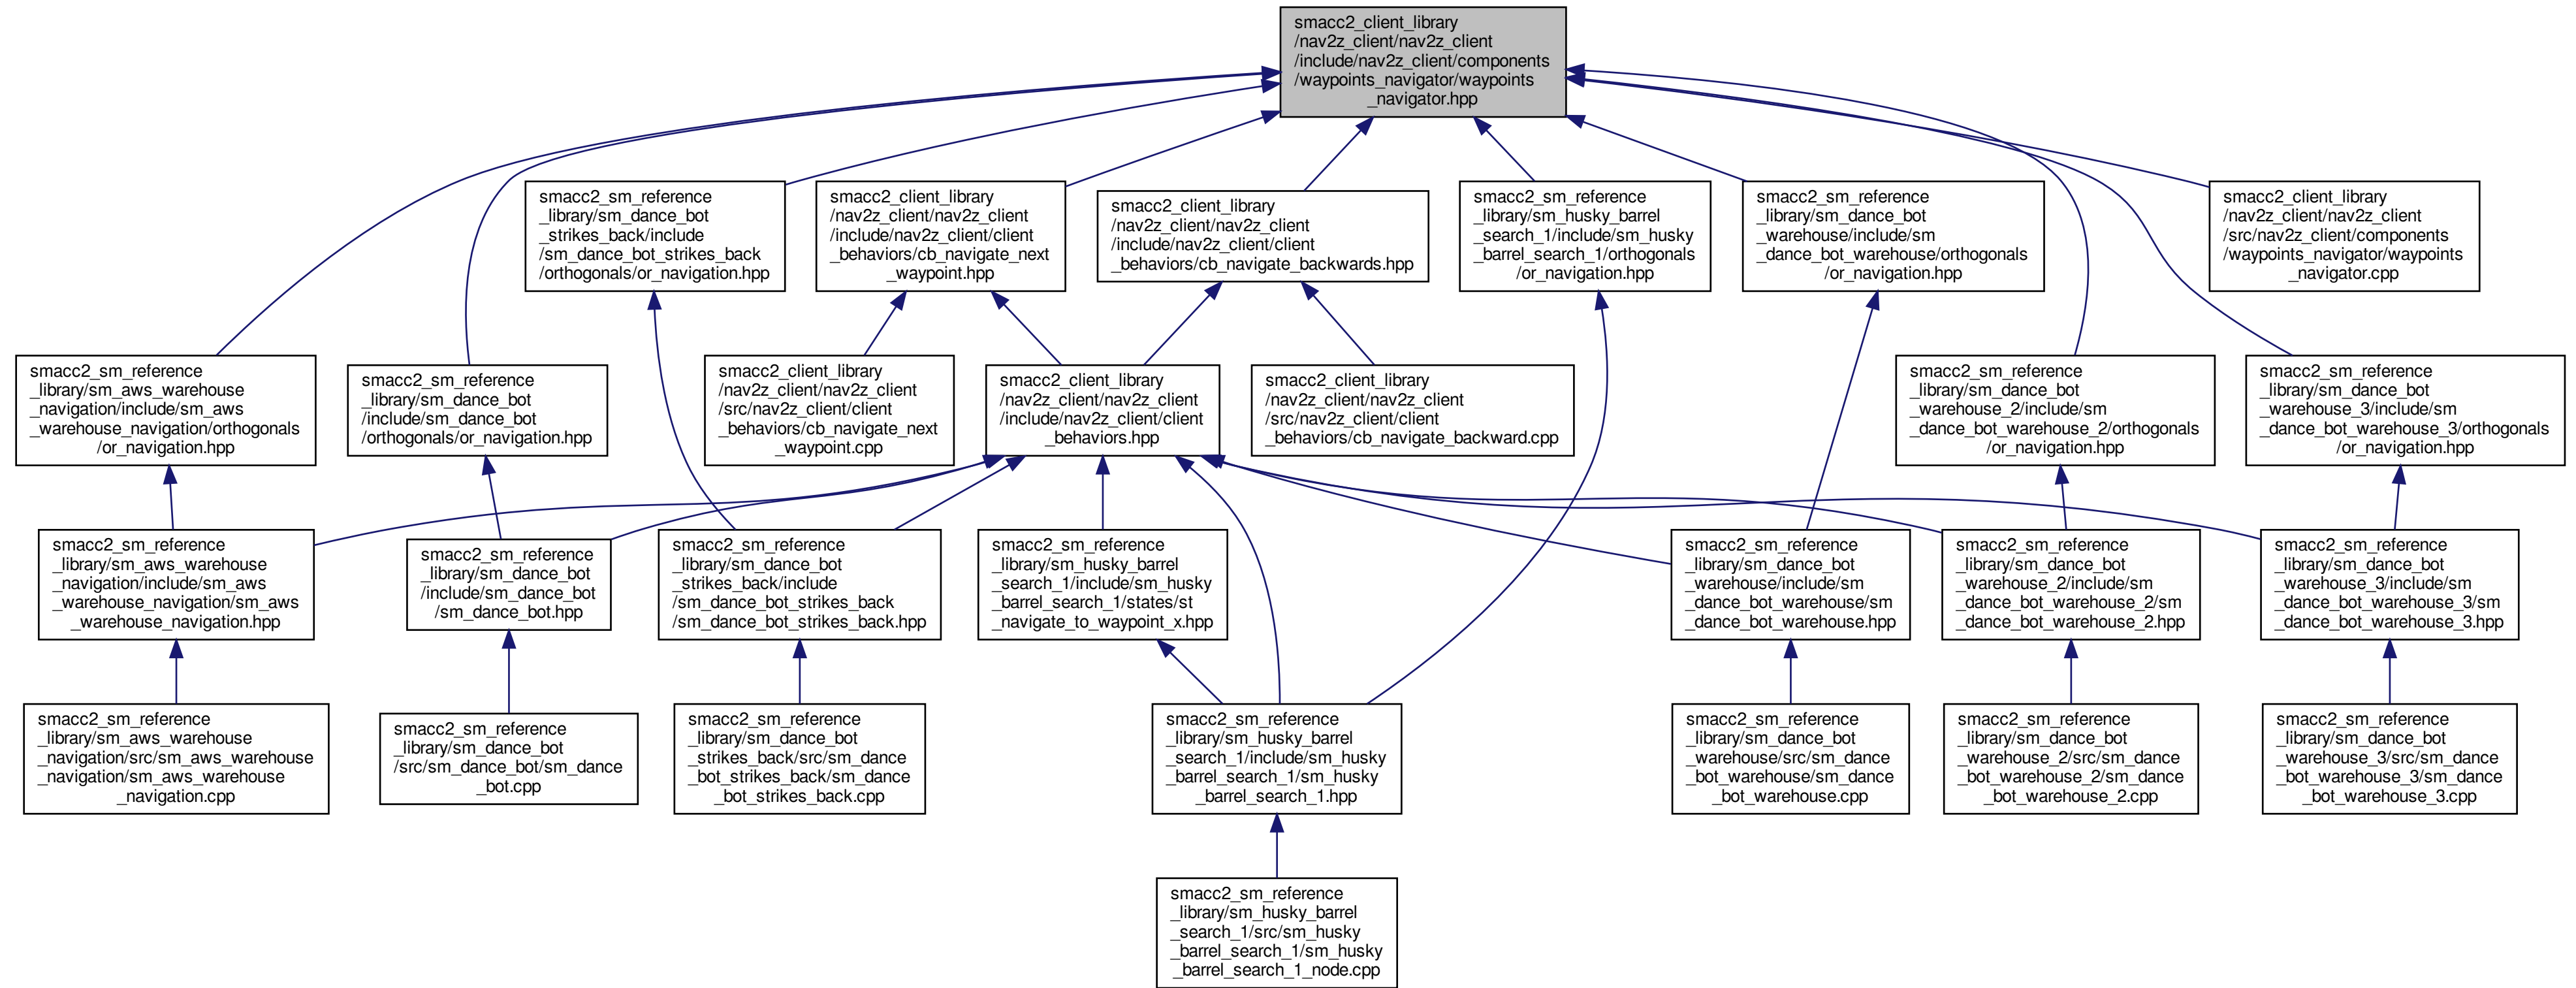 smacc2_client_library
/nav2z_client/nav2z_client
/include/nav2z_client/components
/waypoints_navigator/waypoints
_navigator.hpp
smacc2_sm_reference
_library/sm_dance_bot
_strikes_back/include
/sm_dance_bot_strikes_back
/orthogonals/or_navigation.hpp
smacc2_client_library
/nav2z_client/nav2z_client
/include/nav2z_client/client
_behaviors/cb_navigate_next
_waypoint.hpp
smacc2_client_library
/nav2z_client/nav2z_client
/include/nav2z_client/client
_behaviors/cb_navigate_backwards.hpp
smacc2_sm_reference
_library/sm_husky_barrel
_search_1/include/sm_husky
_barrel_search_1/orthogonals
/or_navigation.hpp
smacc2_sm_reference
_library/sm_dance_bot
_warehouse/include/sm
_dance_bot_warehouse/orthogonals
/or_navigation.hpp
smacc2_client_library
/nav2z_client/nav2z_client
/src/nav2z_client/components
/waypoints_navigator/waypoints
_navigator.cpp
smacc2_sm_reference
_library/sm_aws_warehouse
_navigation/include/sm_aws
_warehouse_navigation/orthogonals
/or_navigation.hpp
smacc2_sm_reference
_library/sm_dance_bot
/include/sm_dance_bot
/orthogonals/or_navigation.hpp
smacc2_client_library
/nav2z_client/nav2z_client
/src/nav2z_client/client
_behaviors/cb_navigate_next
_waypoint.cpp
smacc2_client_library
/nav2z_client/nav2z_client
/include/nav2z_client/client
_behaviors.hpp
smacc2_client_library
/nav2z_client/nav2z_client
/src/nav2z_client/client
_behaviors/cb_navigate_backward.cpp
smacc2_sm_reference
_library/sm_dance_bot
_warehouse_2/include/sm
_dance_bot_warehouse_2/orthogonals
/or_navigation.hpp
smacc2_sm_reference
_library/sm_dance_bot
_warehouse_3/include/sm
_dance_bot_warehouse_3/orthogonals
/or_navigation.hpp
smacc2_sm_reference
_library/sm_aws_warehouse
_navigation/include/sm_aws
_warehouse_navigation/sm_aws
_warehouse_navigation.hpp
smacc2_sm_reference
_library/sm_dance_bot
/include/sm_dance_bot
/sm_dance_bot.hpp
smacc2_sm_reference
_library/sm_dance_bot
_strikes_back/include
/sm_dance_bot_strikes_back
/sm_dance_bot_strikes_back.hpp
smacc2_sm_reference
_library/sm_husky_barrel
_search_1/include/sm_husky
_barrel_search_1/states/st
_navigate_to_waypoint_x.hpp
smacc2_sm_reference
_library/sm_dance_bot
_warehouse/include/sm
_dance_bot_warehouse/sm
_dance_bot_warehouse.hpp
smacc2_sm_reference
_library/sm_dance_bot
_warehouse_2/include/sm
_dance_bot_warehouse_2/sm
_dance_bot_warehouse_2.hpp
smacc2_sm_reference
_library/sm_dance_bot
_warehouse_3/include/sm
_dance_bot_warehouse_3/sm
_dance_bot_warehouse_3.hpp
smacc2_sm_reference
_library/sm_aws_warehouse
_navigation/src/sm_aws_warehouse
_navigation/sm_aws_warehouse
_navigation.cpp
smacc2_sm_reference
_library/sm_dance_bot
/src/sm_dance_bot/sm_dance
_bot.cpp
smacc2_sm_reference
_library/sm_dance_bot
_strikes_back/src/sm_dance
_bot_strikes_back/sm_dance
_bot_strikes_back.cpp
smacc2_sm_reference
_library/sm_husky_barrel
_search_1/include/sm_husky
_barrel_search_1/sm_husky
_barrel_search_1.hpp
smacc2_sm_reference
_library/sm_dance_bot
_warehouse/src/sm_dance
_bot_warehouse/sm_dance
_bot_warehouse.cpp
smacc2_sm_reference
_library/sm_dance_bot
_warehouse_2/src/sm_dance
_bot_warehouse_2/sm_dance
_bot_warehouse_2.cpp
smacc2_sm_reference
_library/sm_dance_bot
_warehouse_3/src/sm_dance
_bot_warehouse_3/sm_dance
_bot_warehouse_3.cpp
smacc2_sm_reference
_library/sm_husky_barrel
_search_1/src/sm_husky
_barrel_search_1/sm_husky
_barrel_search_1_node.cpp